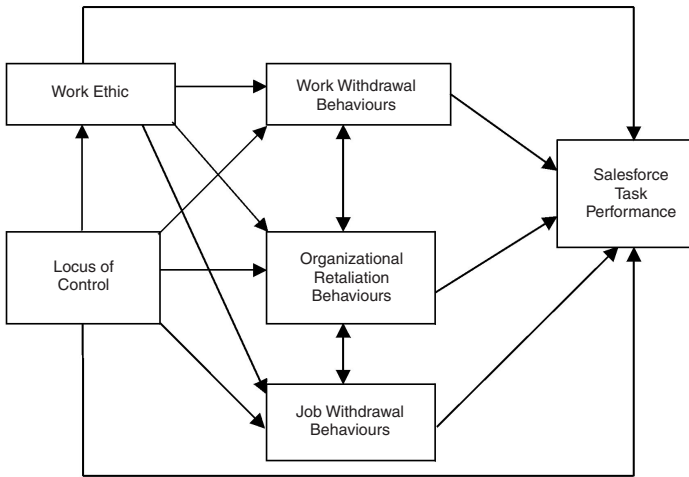 Work Ethic
Work Withdrawal
Behaviours
Salesforce
Task
Performance
Locus of
Control
Organizational
Retaliation
Behaviours
Job Withdrawal
Behaviours